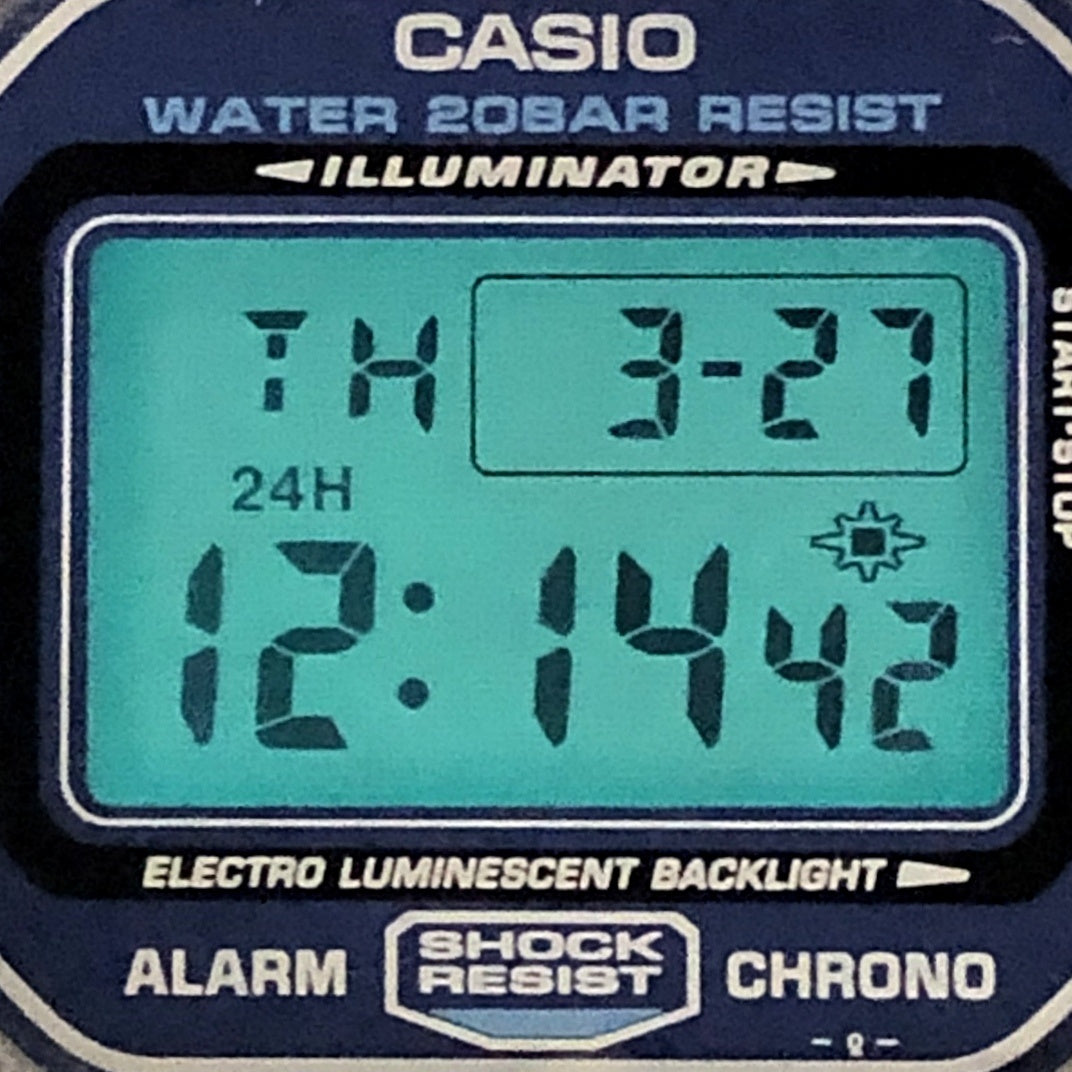 CASIO
WATER 20BAR RESIST
ILLUMINATOR
TH 3-27
24H
12:14 42
ELECTRO LUMINESCENT BACKLIGHT
ALARM
SHOCK
RESIST
CHRONO
START·STOP